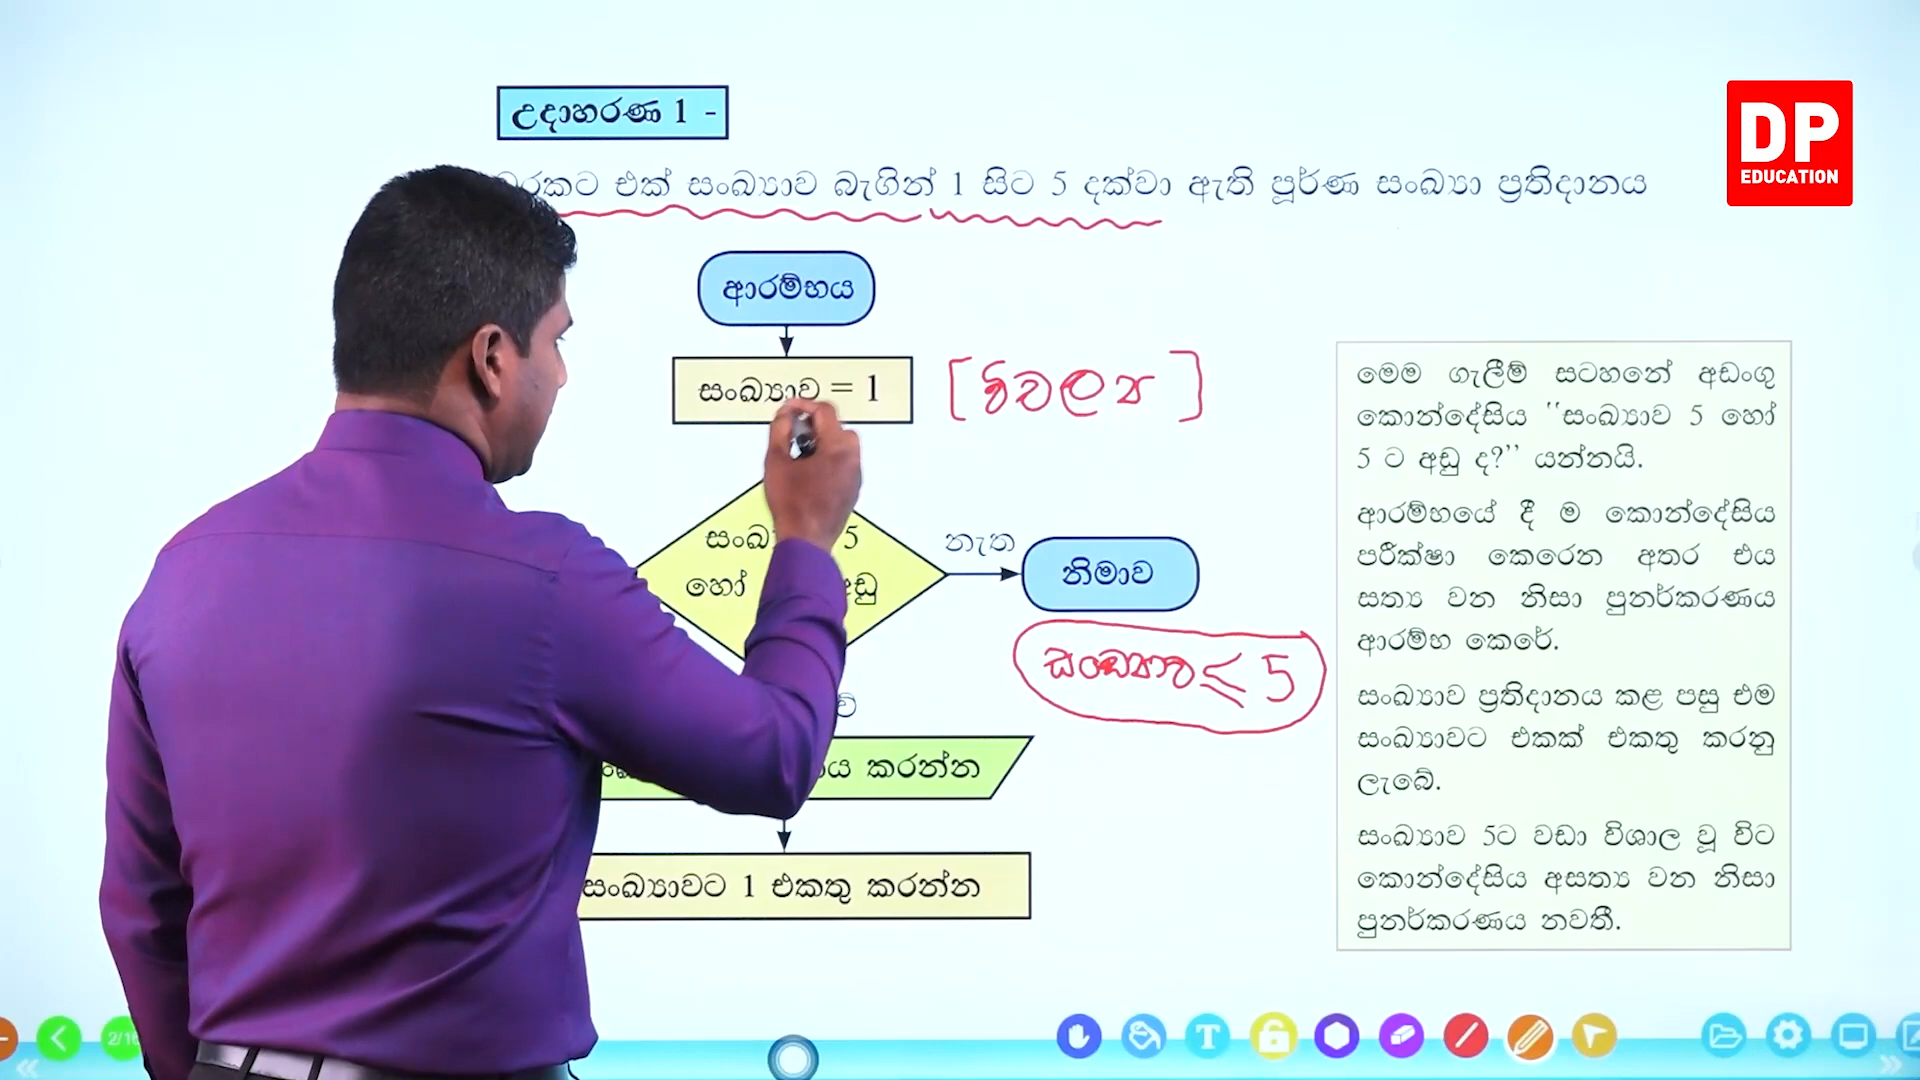 උදාහරණ 1 -
DP
EDUCATION
එක් සංඛ්‍යාව බැගින් 1 සිට 5 දක්වා ඇති පූර්ණ සංඛ්‍යා ප්‍රතිදානය
ආරම්භය
සංඛ්‍යාව = 1
[විචල්‍ය]
5
හෝ
නැත
නිමාව
සංඛ්‍යාව ≤ 5
කරන්න
සංඛ්‍යාවට 1 එකතු කරන්න
මෙම ගැලීම් සටහනේ අඩංගු
කොන්දේසිය ‘‘සංඛ්‍යාව 5 හෝ
5 ට අඩු ද?’’ යන්නයි.
ආරම්භයේ දී ම කොන්දේසිය
පරීක්ෂා කෙරෙන අතර එය
සත්‍ය වන නිසා පුනර්කරණය
ආරම්භ කෙරේ.
සංඛ්‍යාව ප්‍රතිදානය කළ පසු එම
සංඛ්‍යාවට එකක් එකතු කරනු
ලැබේ.
සංඛ්‍යාව 5ට වඩා විශාල වූ විට
කොන්දේසිය අසත්‍ය වන නිසා
පුනර්කරණය නවතී.